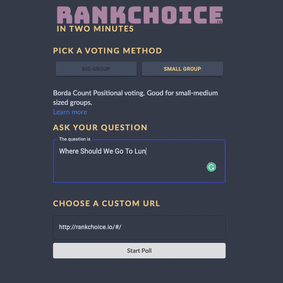 RANKCHOICE
IN TWO MINUTES
PICK A VOTING METHOD
BIG GROUP
SMALL GROUP
Borda Count Positional voting. Good for small-medium
sized groups.
Learn more
ASK YOUR QUESTION
The question is
Where Should We Go To Lun
CHOOSE A CUSTOM URL
http://rankchoice.io/#/
Start Poll